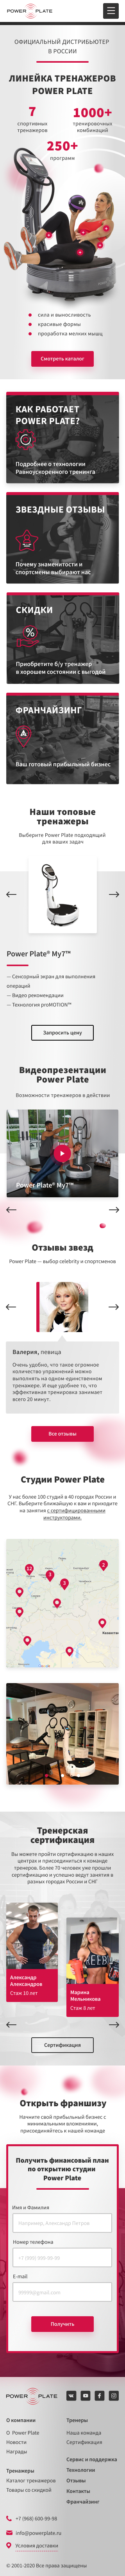 POWER PLATE
ОФИЦИАЛЬНЫЙ ДИСТРИБЬЮТЕР
В РОССИИ
ЛИНЕЙКА ТРЕНАЖЕРОВ
POWER PLATE
7
спортивных
тренажеров
1000+
тренировочных
комбинаций
250+
программ
сила и выносливость
красивые формы
проработка мелких мышц
Смотреть каталог
КАК РАБОТАЕТ
POWER PLATE?
Подробнее о технологии
Равноускоренного тренинга
ЗВЕЗДНЫЕ ОТЗЫВЫ
Почему знаменитости и
спортсмены выбирают нас
СКИДКИ
%
Приобретите б/у тренажер
в хорошем состоянии с выгодой
ФРАНЧАЙЗИНГ
Ваш готовый прибыльный бизнес
Наши топовые
тренажеры
Выберите Power Plate подходящий
для ваших задач
Power Plate® My7™
— Сенсорный экран для выполнения
операций
— Видео рекомендации
— Технология proMOTION™
Запросить цену
Видеопрезентации
Power Plate
Возможности тренажеров в действии
Power Plate® My7™
Отзывы звезд
Power Plate — выбор celebrity и спортсменов
Валерия, певица
Очень удобно, что такое огромное
количество упражнений можно
выполнять на одном-единственном
тренажере. И еще удобнее то, что
эффективная тренировка занимает
всего 20 минут.
Все отзывы
Студии Power Plate
У нас более 100 студий в 40 городах России и
СНГ. Выберите ближайшую к вам и приходите
на занятия с сертифицированными
инструкторами.
Казахстан
Тренерская
сертификация
Вы можете пройти сертификацию в наших
центрах и присоединиться к команде
тренеров. Более 70 человек уже прошли
сертификацию и успешно ведут занятия в
разных городах России и СНГ
Александр
Александров
Стаж 10 лет
Марина
Мельникова
Стаж 8 лет
Сертификация
Открыть франшизу
Начните свой прибыльный бизнес с
минимальными вложениями,
присоединяйтесь к нашей команде
Получить финансовый план
по открытию студии
Power Plate
Имя и Фамилия
Например, Александр Петров
Номер телефона
+7 (999) 999-99-99
E-mail
Получить
POWER PLATE
О компании
О Power Plate
Новости
Награды
Тренажеры
Каталог тренажеров
Товары со скидкой
Тренеры
Наша команда
Сертификация
Сервис и поддержка
Технологии
Отзывы
Контакты
Франчайзинг
+7 (968) 600-99-98
info@powerplate.ru
Условия доставки
© 2001-2020 Все права защищены